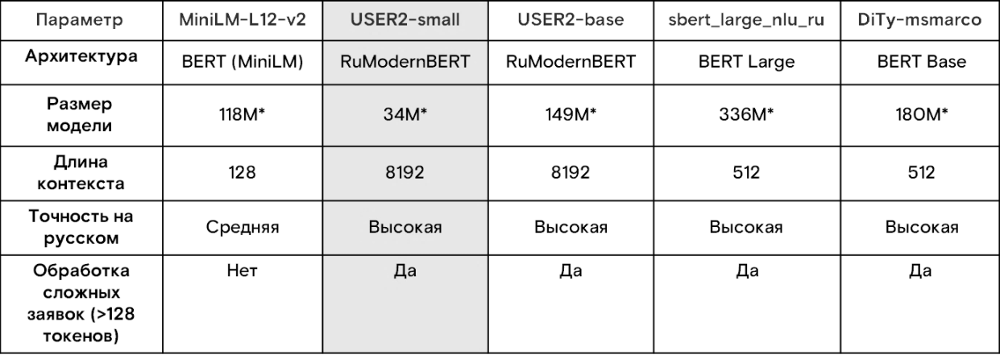 Параметр MiniLM-L12-v2 USER2-small USER2-base sbert_large_nlu_ru DiTy-msmarco
Архитектура BERT (MiniLM) RuModernBERT RuModernBERT BERT Large BERT Base
Размер
модели 118M* 34M* 149M* 336M* 180M*
Длина
контекста 128 8192 8192 512 512
Точность на
русском Средняя Высокая Высокая Высокая Высокая
Обработка Нет Да Да Да Да
сложных
заявок (>128
токенов)